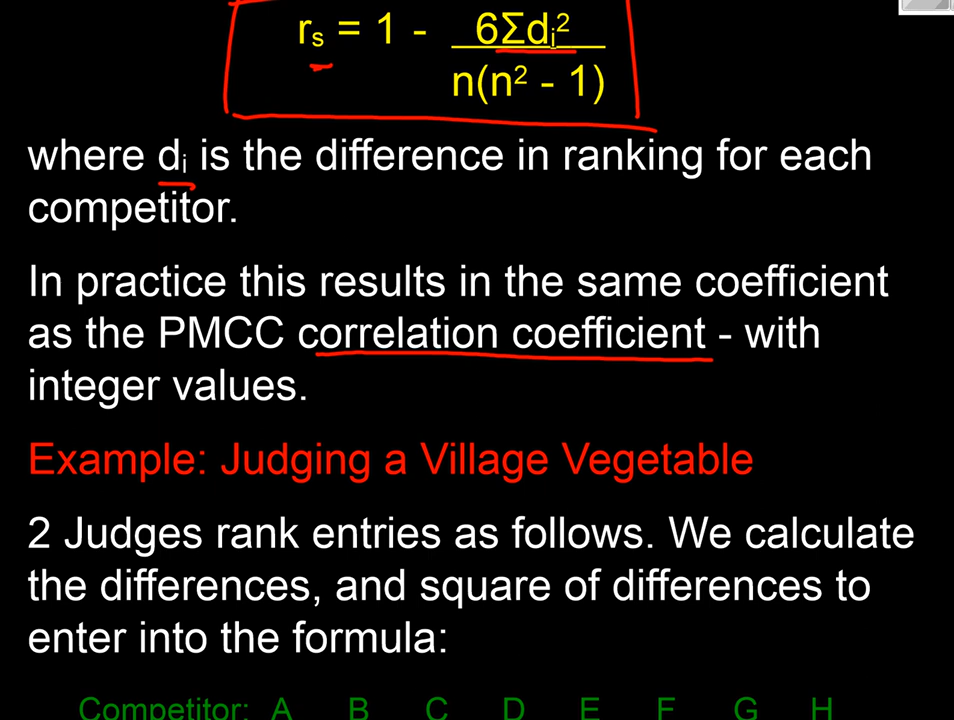 rₛ = 1 - 6Σdᵢ²
n(n² - 1)
where dᵢ is the difference in ranking for each
competitor.
In practice this results in the same coefficient
as the PMCC correlation coefficient - with
integer values.
Example: Judging a Village Vegetable
2 Judges rank entries as follows. We calculate
the differences, and square of differences to
enter into the formula:
Competitor: A B C D E F G H